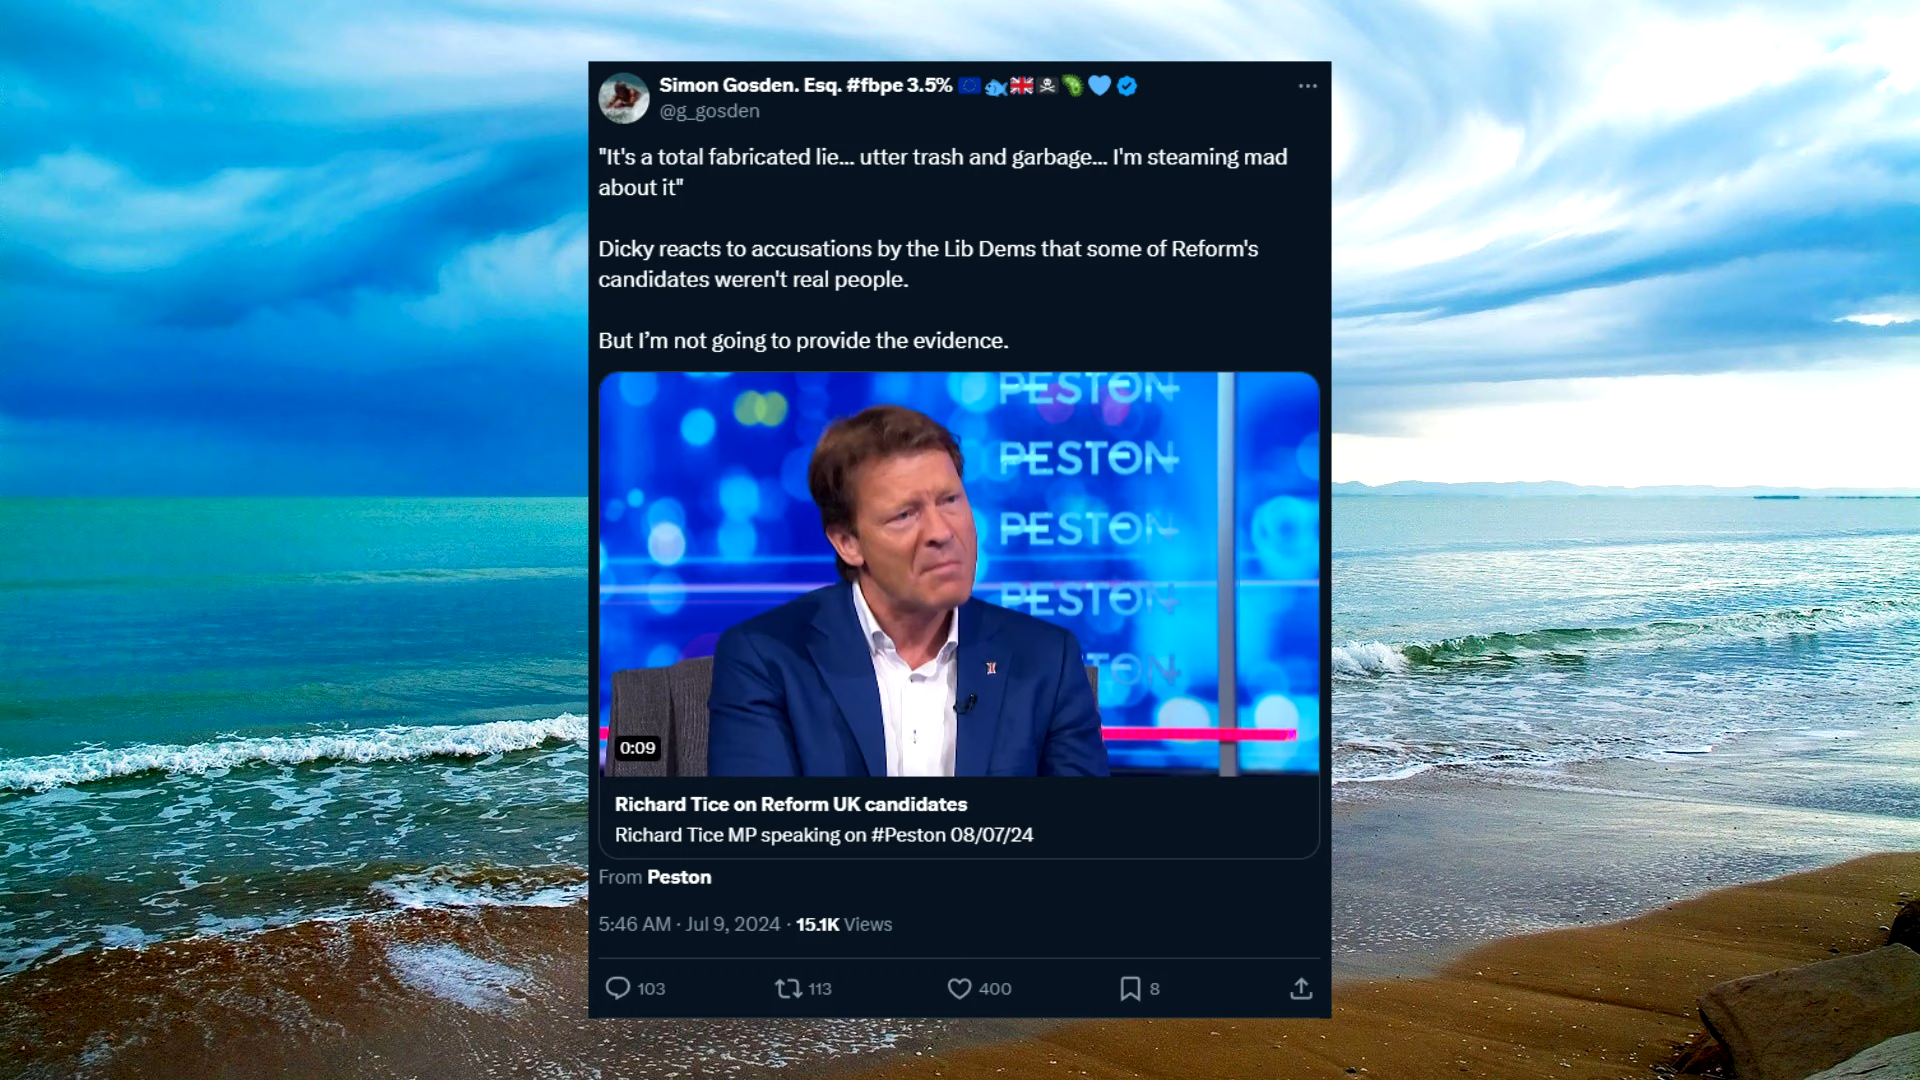 Simon Gosden. Esq. #fbpe 3.5% 🇪🇺🐟🇬🇧🏴‍☠️🦠💙
@g_gosden
"It's a total fabricated lie... utter trash and garbage... I'm steaming mad
about it"
Dicky reacts to accusations by the Lib Dems that some of Reform's
candidates weren't real people.
But I’m not going to provide the evidence.
PESTON
PESTON
PESTON
PESTON
PESTON
0:09
Richard Tice on Reform UK candidates
Richard Tice MP speaking on #Peston 08/07/24
From Peston
5:46 AM · Jul 9, 2024 · 15.1K Views
103 113 400 8